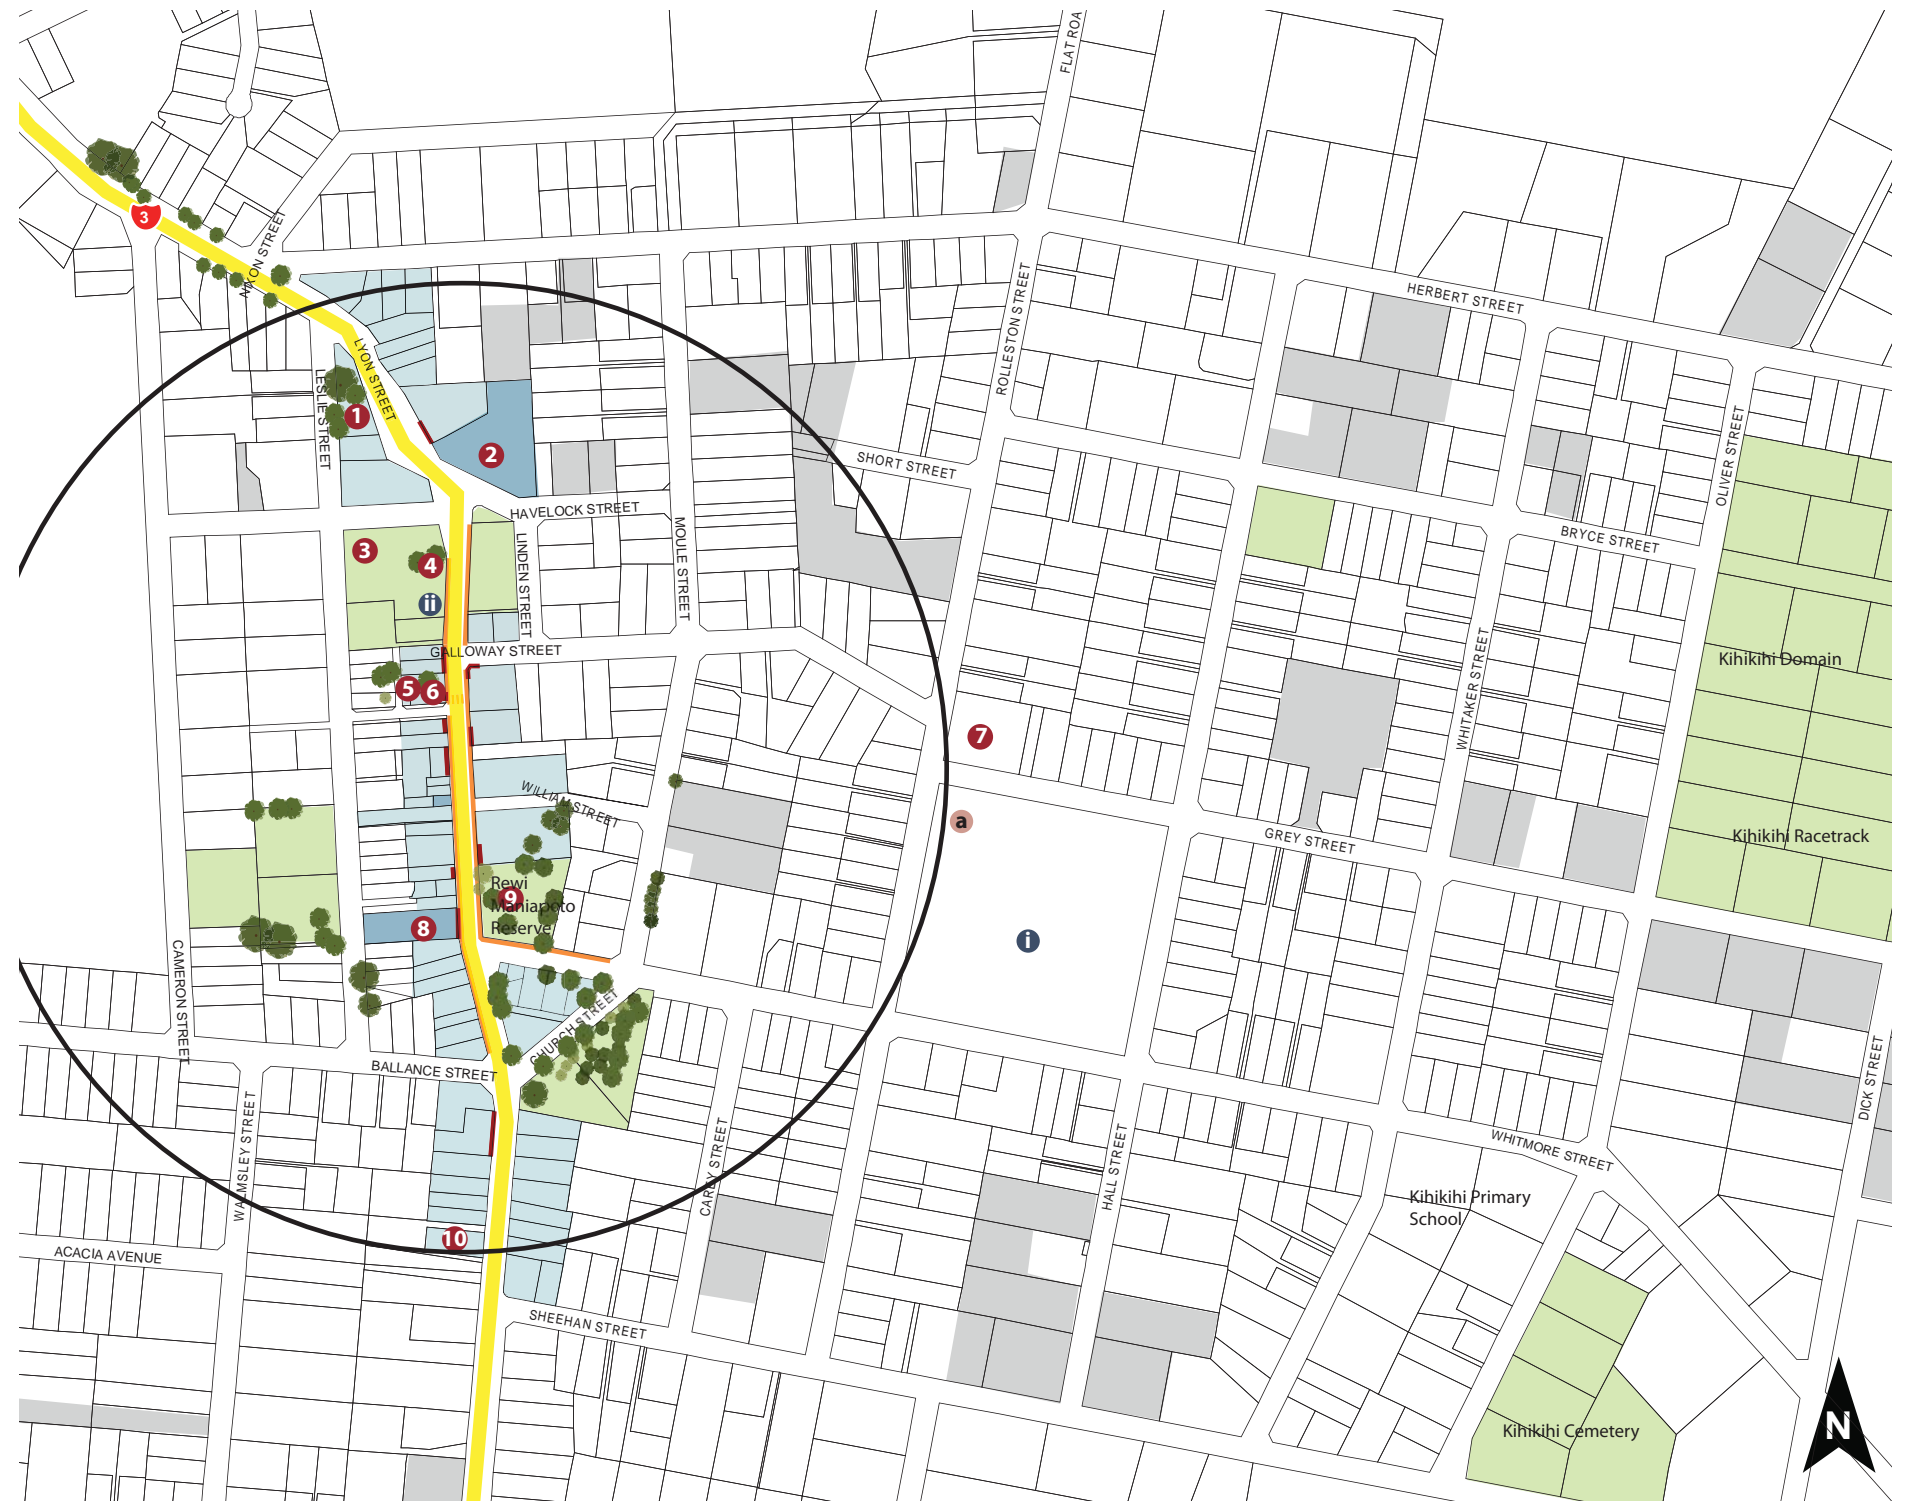 FLAT ROA
3
NIXON STREET
HERBERT STREET
ROLLESTON STREET
LYON STREET
LESLIE STREET
1
2
SHORT STREET
OLIVER STREET
HAVELOCK STREET
LINDEN STREET
MOULE STREET
BRYCE STREET
3
4
ii
GALLOWAY STREET
5
6
WHITAKER STREET
Kihikihi Domain
7
WILLIAM STREET
a
GREY STREET
Kihikihi Racetrack
Rewi
Maniapoto
Reserve
9
8
i
CAMERON STREET
CHURCH STREET
BALLANCE STREET
DICK STREET
WALMSLEY STREET
CAREY STREET
HALL STREET
WHITMORE STREET
Kihikihi Primary
School
10
ACACIA AVENUE
SHEEHAN STREET
Kihikihi Cemetery
N